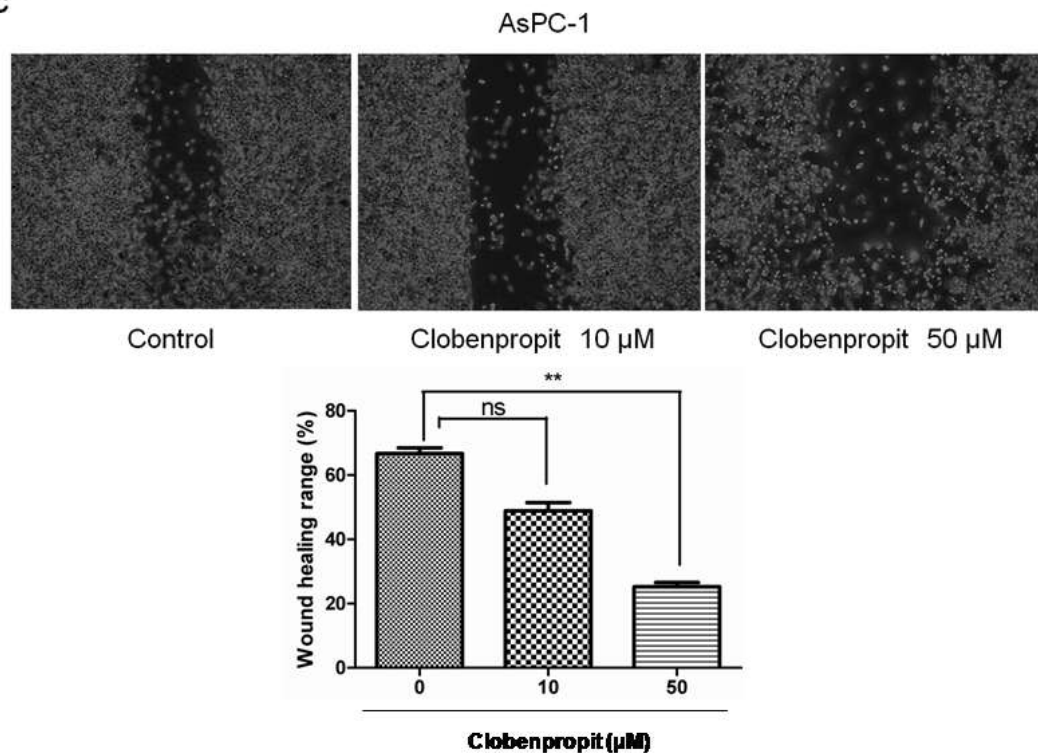 AsPC-1
Control
Clobenpropit 10 µM
Clobenpropit 50 µM
**
ns
Wound healing range (%)
80
60
40
20
0
0
10
50
Clobenpropit (µM)